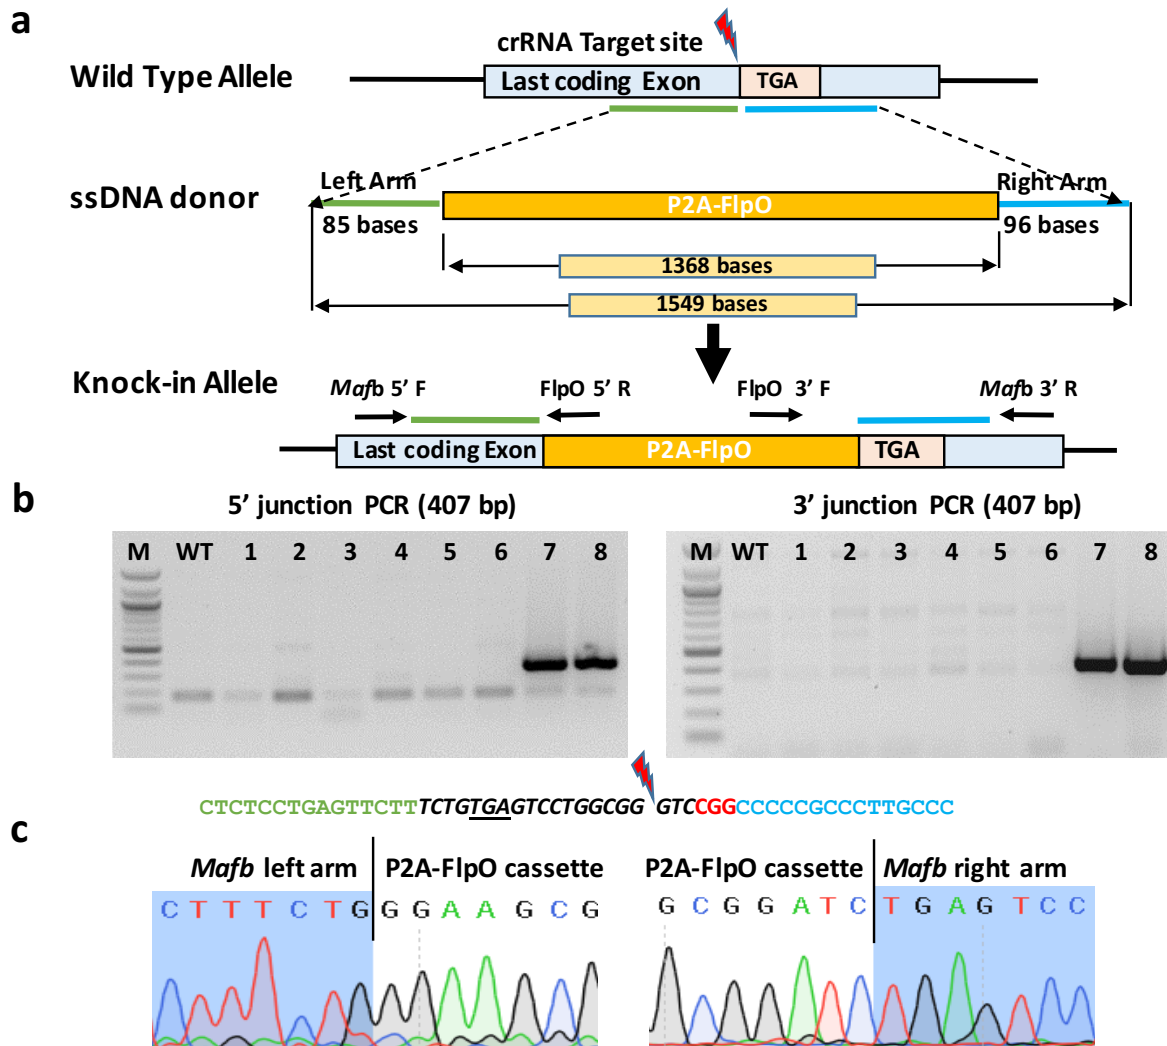 a
crRNA Target site
Wild Type Allele
Last coding Exon TGA
ssDNA donor
Left Arm P2A-FlpO Right Arm
85 bases 96 bases
1368 bases
1549 bases
Knock-in Allele
Mafb 5’ F FlpO 5’ R FlpO 3’ F Mafb 3’ R
Last coding Exon P2A-FlpO TGA
b
5’ junction PCR (407 bp) 3’ junction PCR (407 bp)
M WT 1 2 3 4 5 6 7 8 M WT 1 2 3 4 5 6 7 8
CTCTCCTGAGTTCTTTCTGTGAGTCCTGGCGG GTCCGGCCCCCGCCCTTGCCC
c
Mafb left arm P2A-FlpO cassette P2A-FlpO cassette Mafb right arm
C T T T C T G G G A A G C G G C G G A T C T G A G T C C